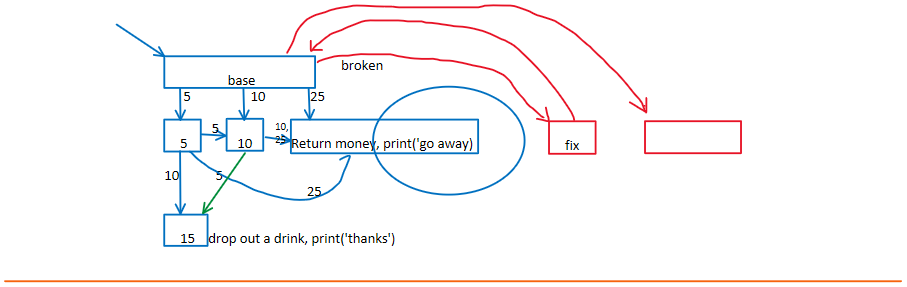 broken
base
5
10
25
5
10,
5
10
Return money, print('go away)
fix
10
5
25
15
drop out a drink, print('thanks')